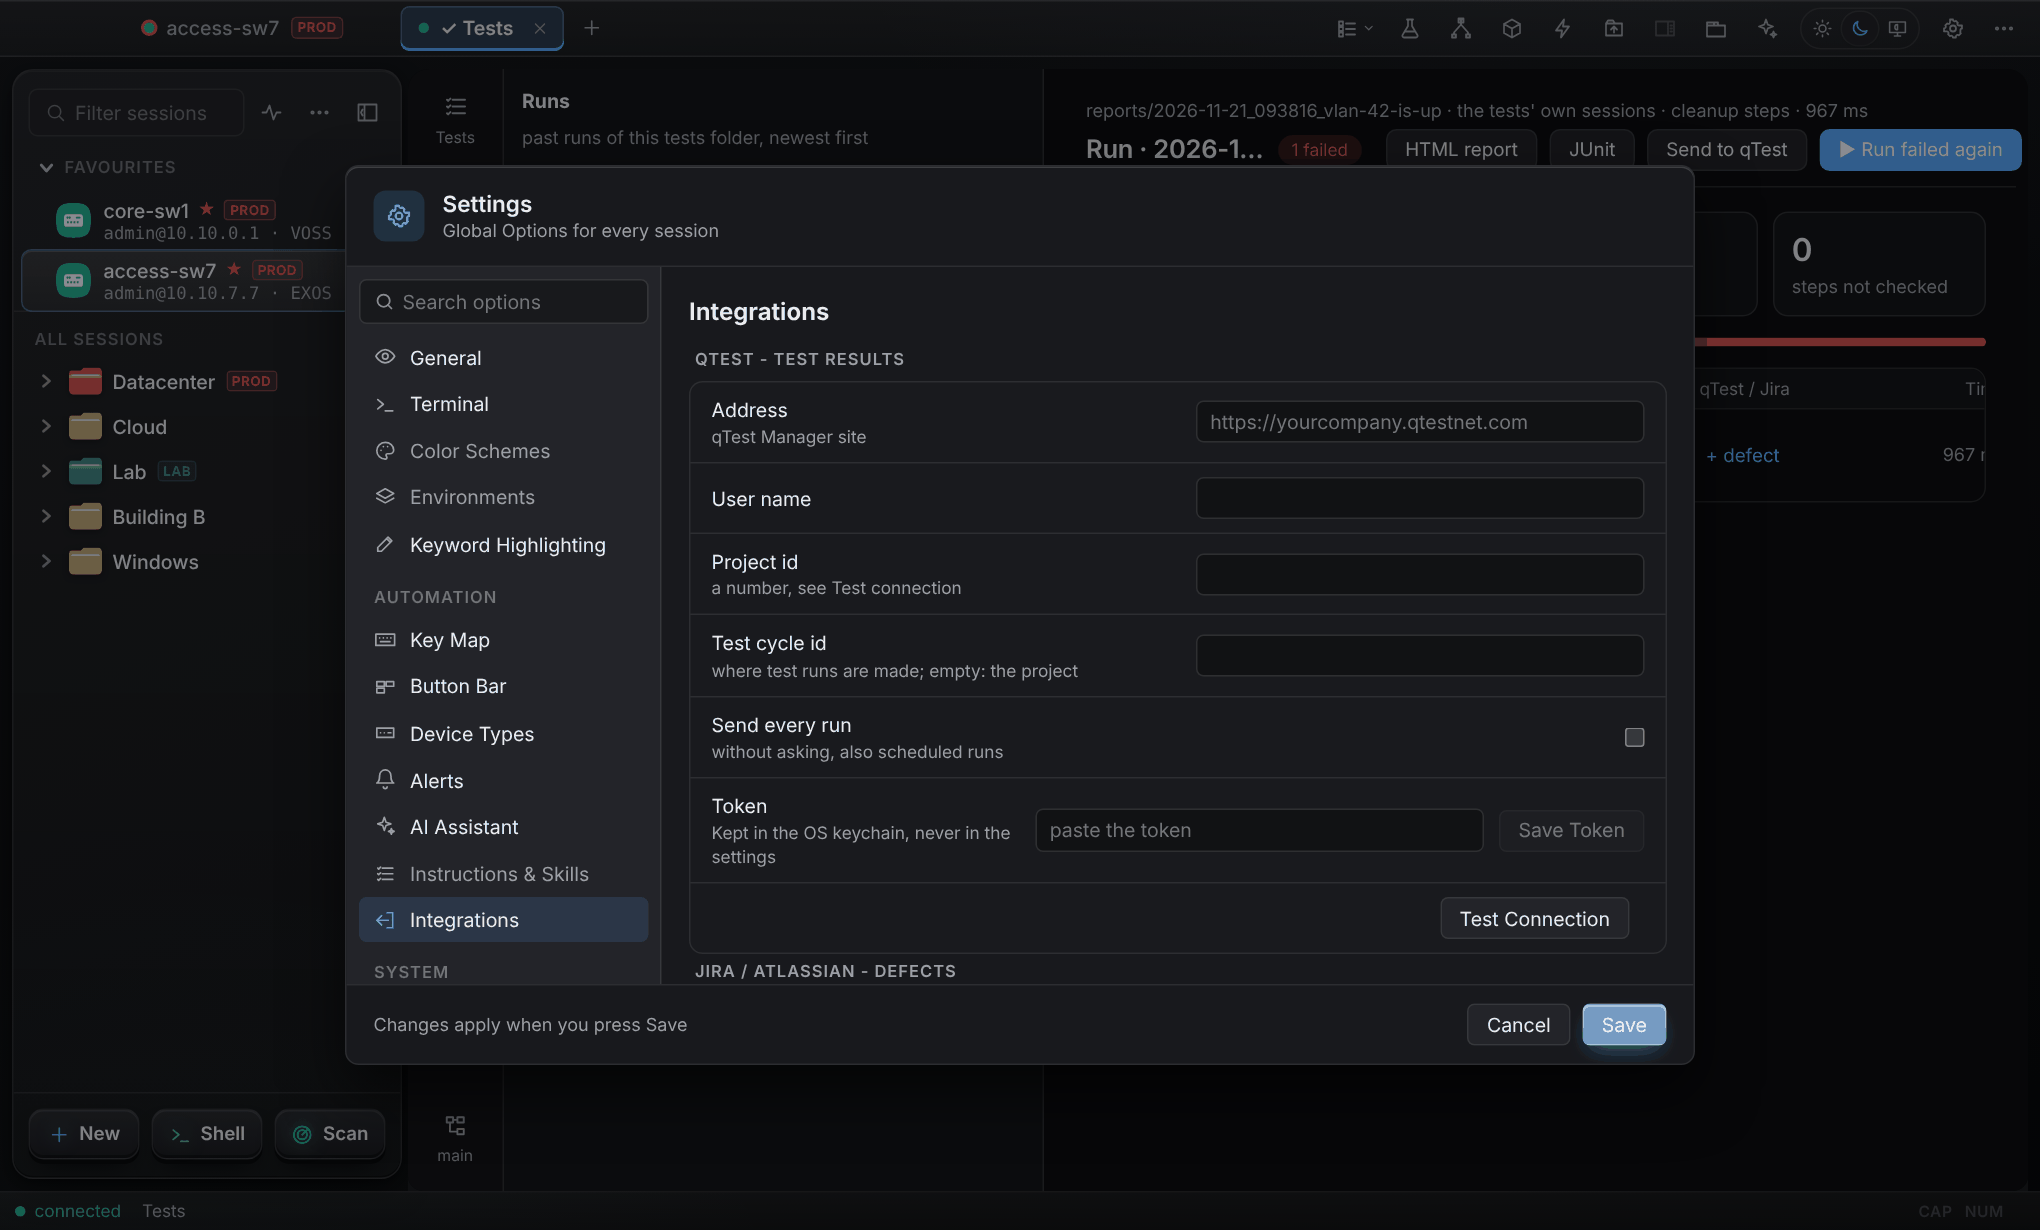 access-sw7 PROD
Tests
Filter sessions
FAVOURITES
core-sw1 PROD
admin@10.10.0.1 · VOSS
access-sw7 PROD
admin@10.10.7.7 · EXOS
ALL SESSIONS
Datacenter PROD
Cloud
Lab LAB
Building B
Windows
New
Shell
Scan
Tests
main
Runs
past runs of this tests folder, newest first
reports/2026-11-21_093816_vlan-42-is-up · the tests' own sessions · cleanup steps · 967 ms
Run · 2026-1... 1 failed
HTML report
JUnit
Send to qTest
Run failed again
0
steps not checked
qTest / Jira
+ defect
967
Settings
Global Options for every session
Search options
General
Terminal
Color Schemes
Environments
Keyword Highlighting
AUTOMATION
Key Map
Button Bar
Device Types
Alerts
AI Assistant
Instructions & Skills
Integrations
SYSTEM
Integrations
QTEST - TEST RESULTS
Address
qTest Manager site
https://yourcompany.qtestnet.com
User name
Project id
a number, see Test connection
Test cycle id
where test runs are made; empty: the project
Send every run
without asking, also scheduled runs
Token
Kept in the OS keychain, never in the
settings
paste the token
Save Token
Test Connection
JIRA / ATLASSIAN - DEFECTS
Changes apply when you press Save
Cancel
Save
connected
Tests
CAP NUM